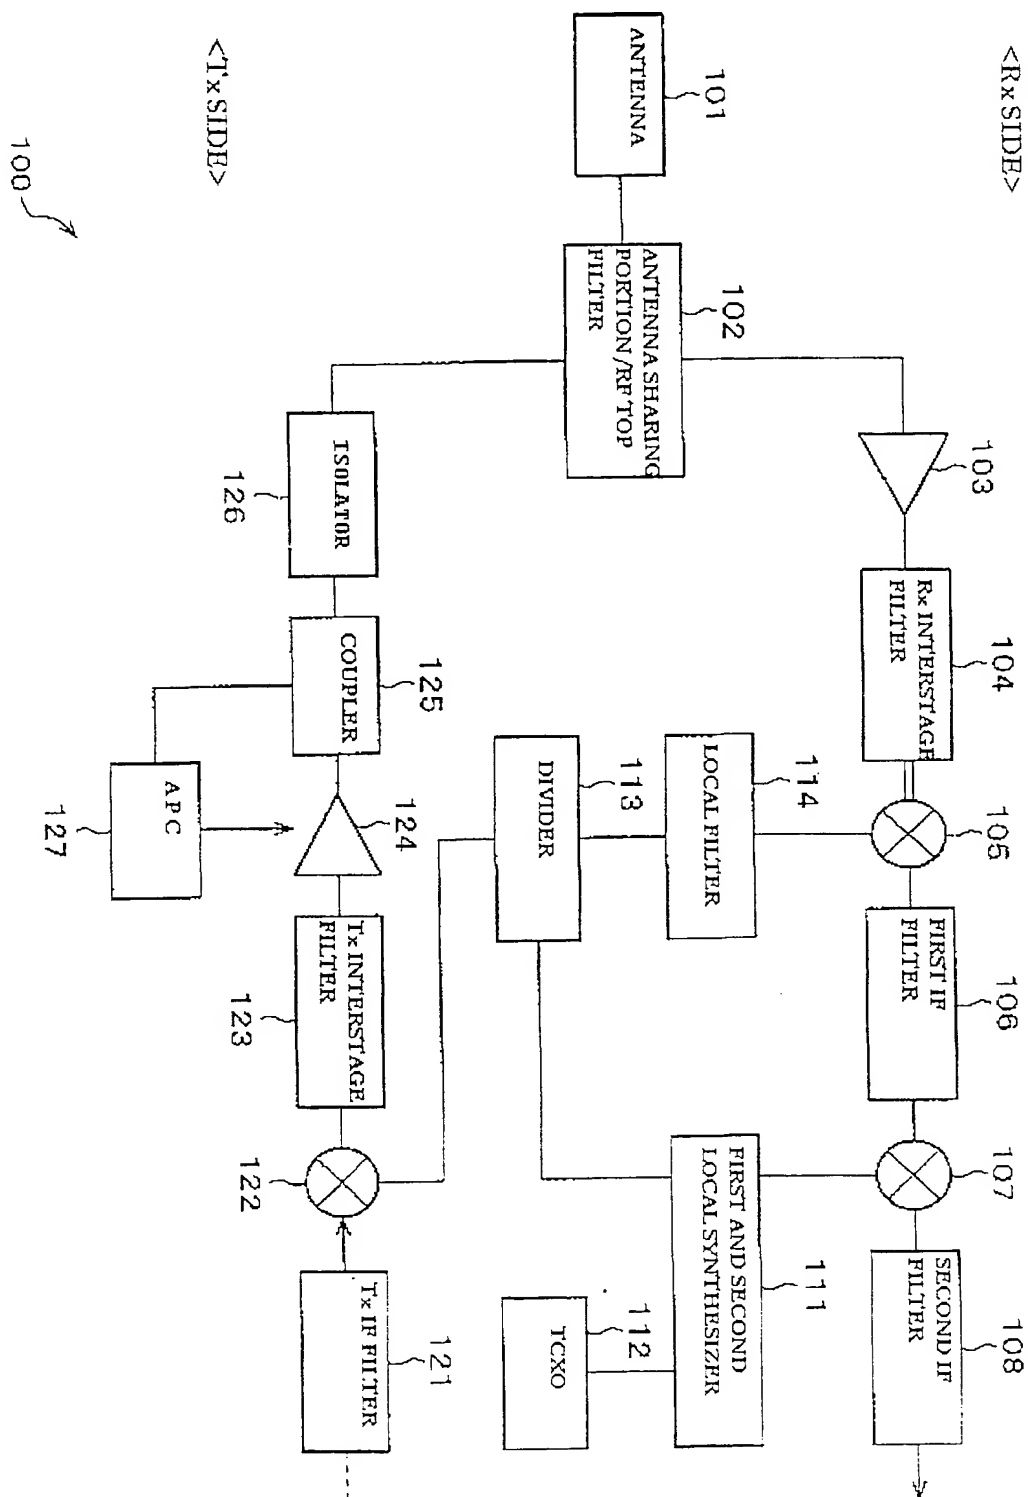 <Rx SIDE>
<Tx SIDE>
100
101
ANTENNA
102
ANTENNA SHARING
PORTION/RF TOP
FILTER
103
104
Rx INTERSTAGE
FILTER
105
106
FIRST IF
FILTER
107
108
SECOND IF
FILTER
114
LOCAL FILTER
113
DIVIDER
111
FIRST AND SECOND
LOCAL SYNTHESIZER
112
TCXO
126
ISOLATOR
125
COUPLER
127
APC
124
123
Tx INTERSTAGE
FILTER
122
121
Tx IF FILTER